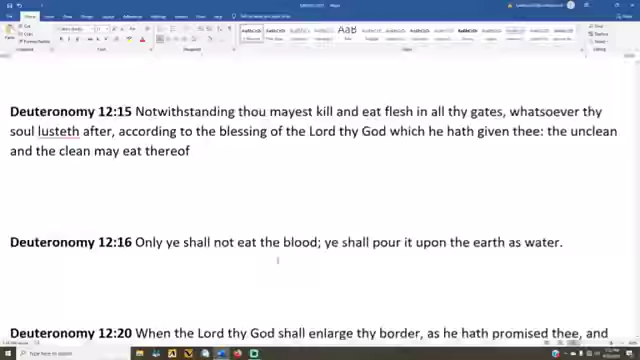 Deuteronomy 12:15 Notwithstanding thou mayest kill and eat flesh in all thy gates, whatsoever thy
soul lusteth after, according to the blessing of the Lord thy God which he hath given thee: the unclean
and the clean may eat thereof
Deuteronomy 12:16 Only ye shall not eat the blood; ye shall pour it upon the earth as water.
Deuteronomy 12:20 When the Lord thy God shall enlarge thy border, as he hath promised thee, and
Type here to search